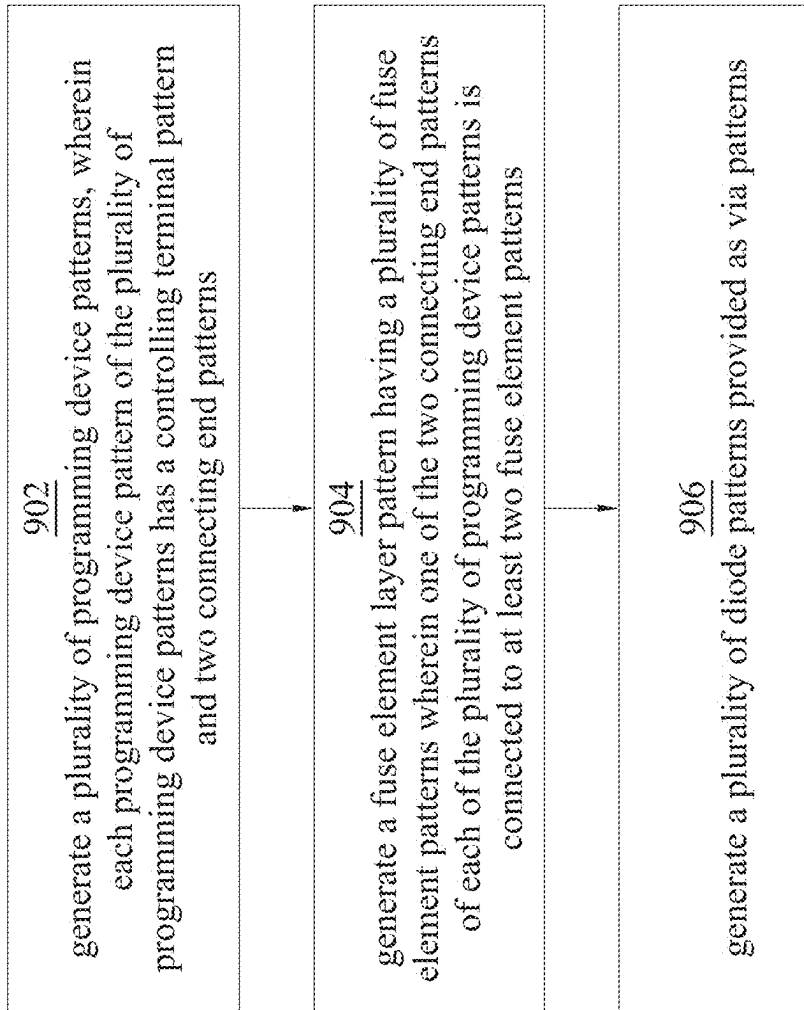 902
generate a plurality of programming device patterns, wherein
each programming device pattern of the plurality of
programming device patterns has a controlling terminal pattern
and two connecting end patterns
904
generate a fuse element layer pattern having a plurality of fuse
element patterns wherein one of the two connecting end patterns
of each of the plurality of programming device patterns is
connected to at least two fuse element patterns
906
generate a plurality of diode patterns provided as via patterns